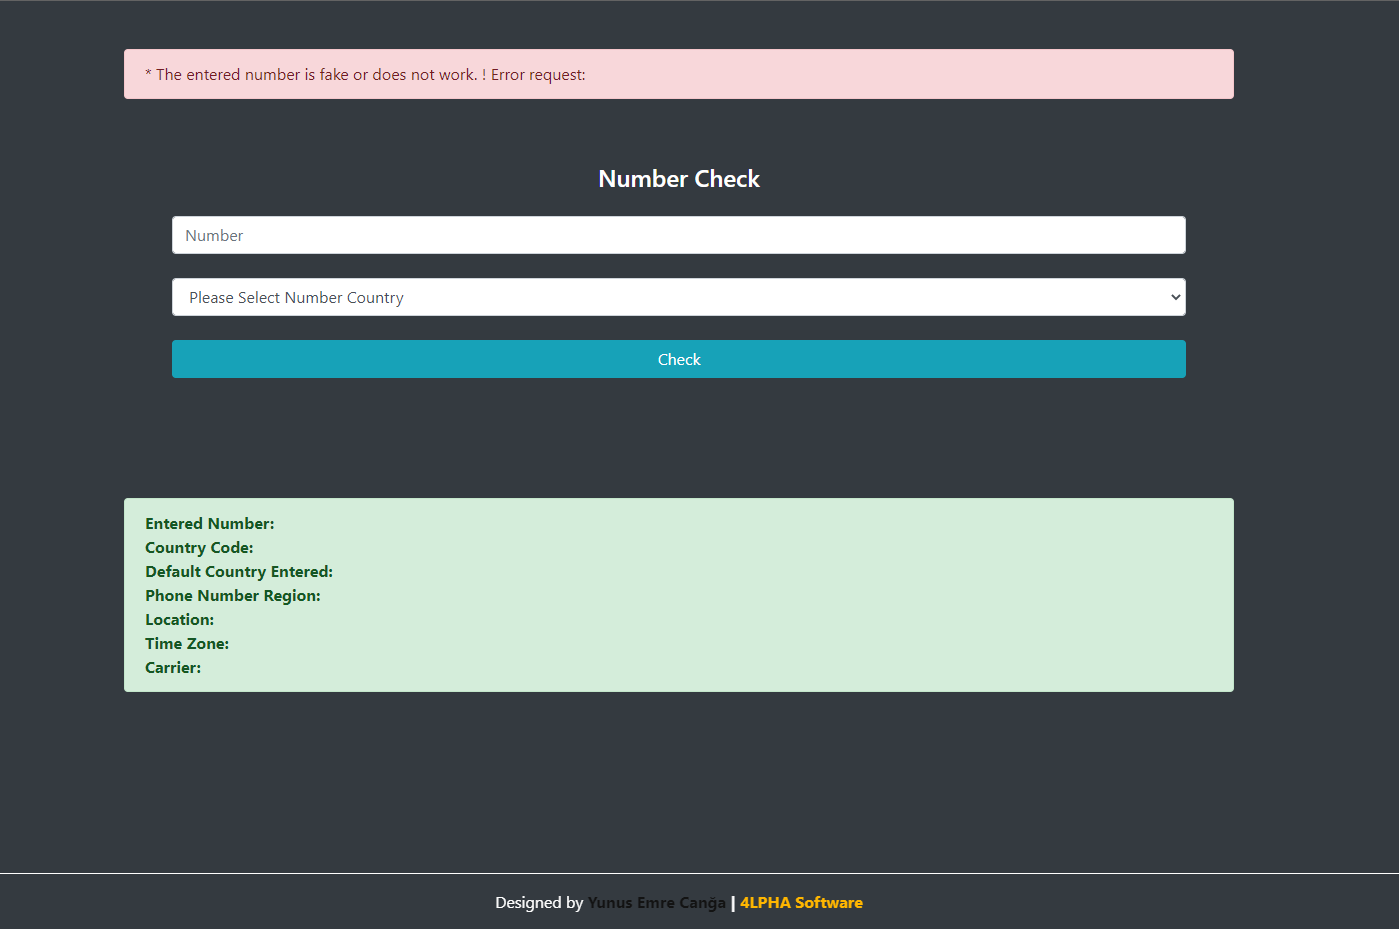 * The entered number is fake or does not work. ! Error request:
Number Check
Number
Please Select Number Country
Check
Entered Number:
Country Code:
Default Country Entered:
Phone Number Region:
Location:
Time Zone:
Carrier:
Designed by Yunus Emre Canğa | 4LPHA Software